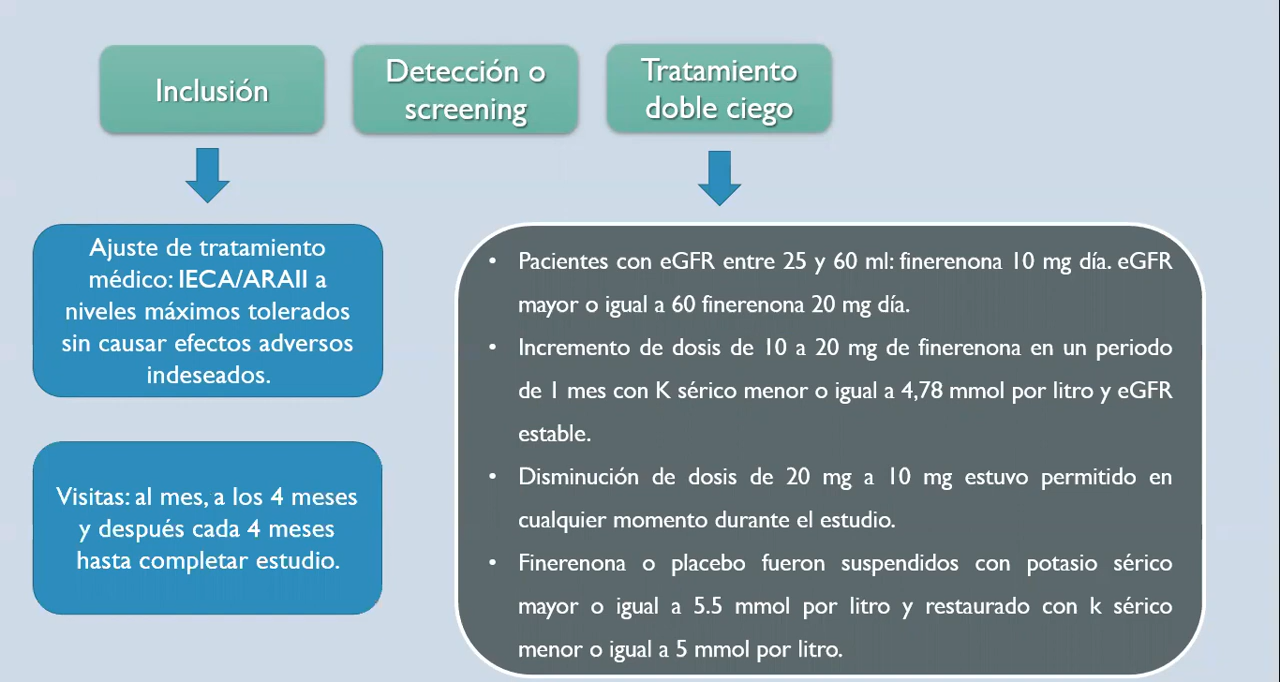 Inclusión
Detección o
screening
Tratamiento
doble ciego
Ajuste de tratamiento
médico: IECA/ARAII a
niveles máximos tolerados
sin causar efectos adversos
indeseados.
Visitas: al mes, a los 4 meses
y después cada 4 meses
hasta completar estudio.
• Pacientes con eGFR entre 25 y 60 ml: finerenona 10 mg día. eGFR
mayor o igual a 60 finerenona 20 mg día.
• Incremento de dosis de 10 a 20 mg de finerenona en un periodo
de 1 mes con K sérico menor o igual a 4,78 mmol por litro y eGFR
estable.
• Disminución de dosis de 20 mg a 10 mg estuvo permitido en
cualquier momento durante el estudio.
• Finerenona o placebo fueron suspendidos con potasio sérico
mayor o igual a 5.5 mmol por litro y restaurado con k sérico
menor o igual a 5 mmol por litro.